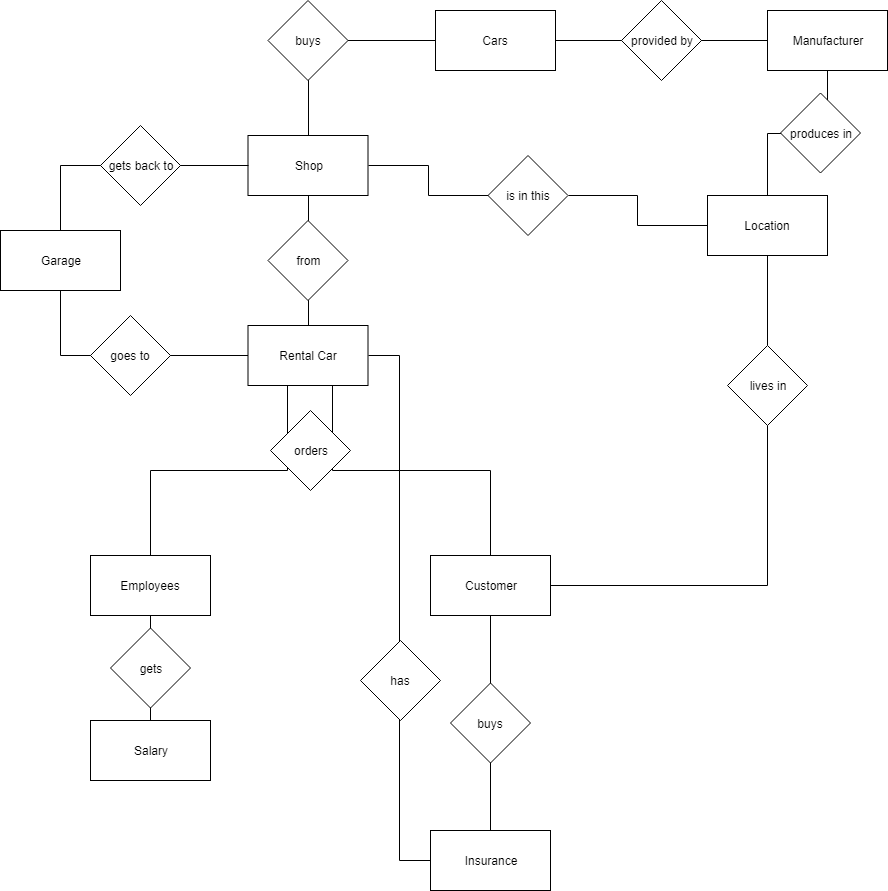 buys
Cars
provided by
Manufacturer
produces in
gets back to
Shop
is in this
Location
Garage
from
goes to
Rental Car
lives in
orders
Employees
Customer
gets
has
buys
Salary
Insurance